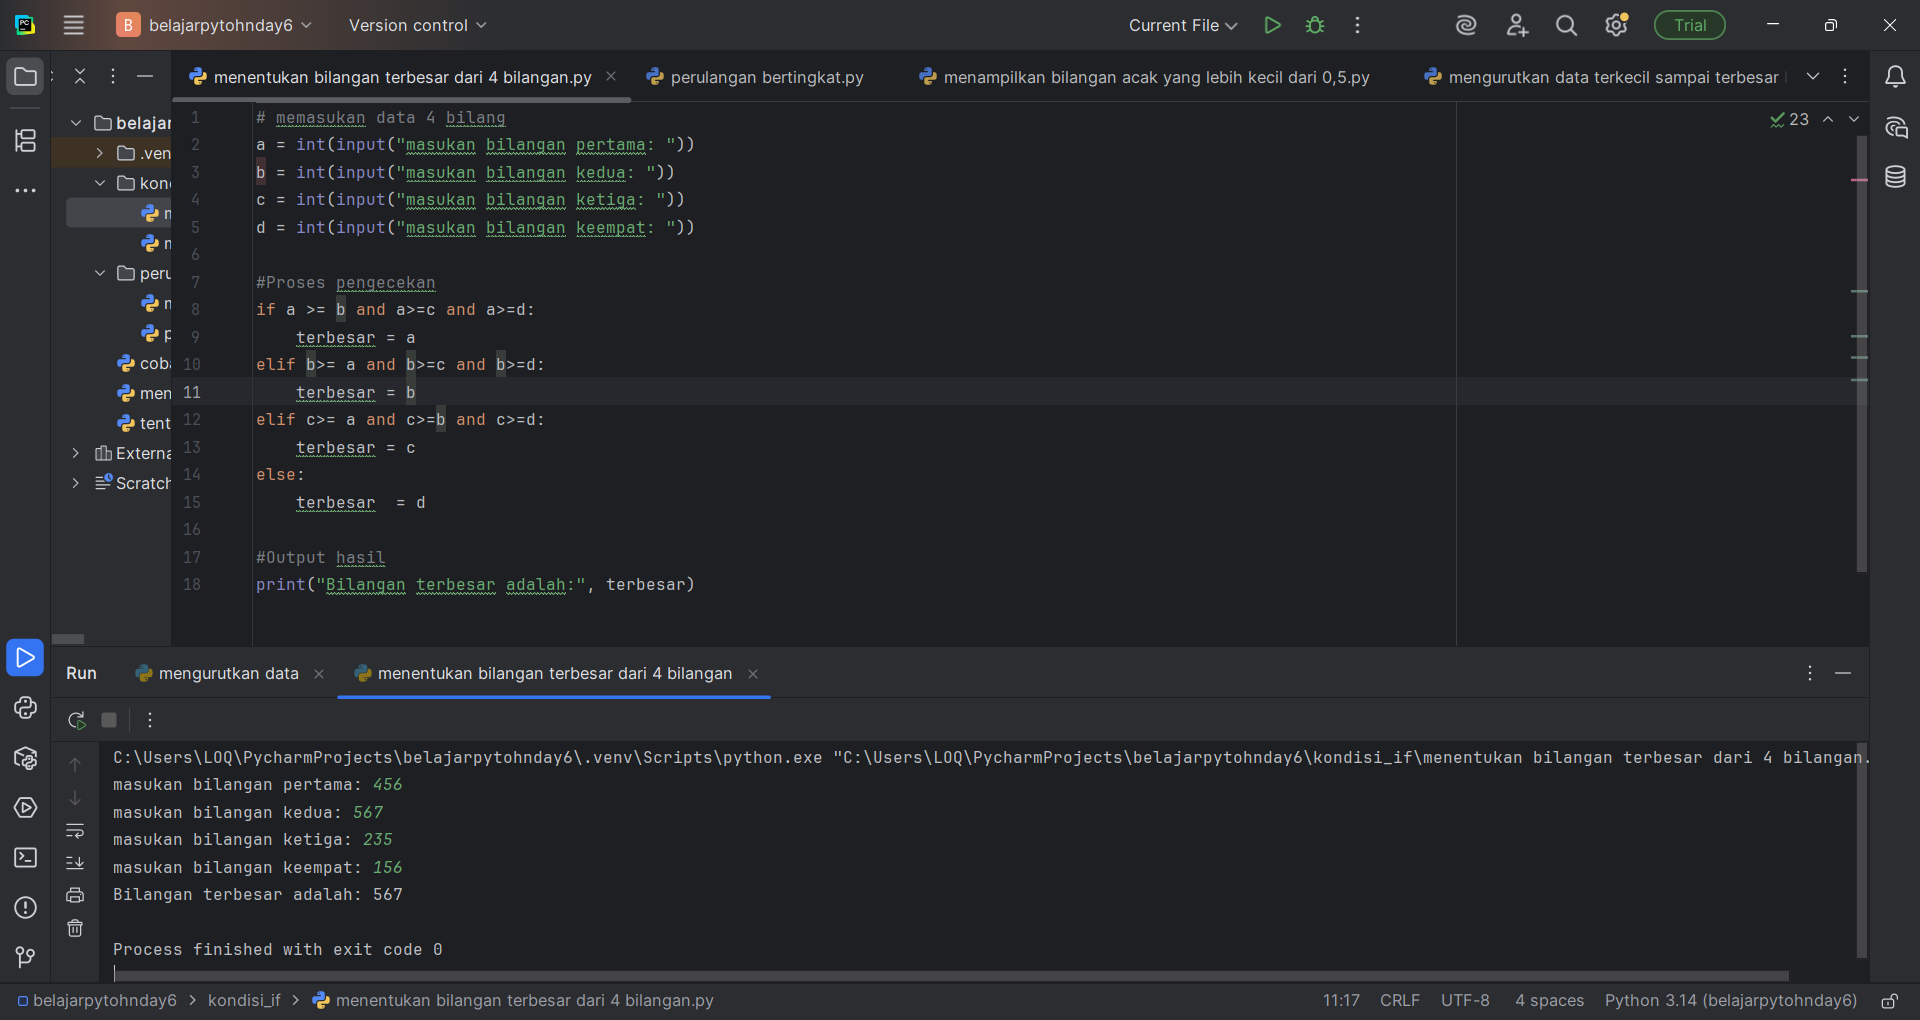 B belajarpytohnday6 Version control Current File Trial
menentukan bilangan terbesar dari 4 bilangan.py perulangan bertingkat.py menampilkan bilangan acak yang lebih kecil dari 0,5.py mengurutkan data terkecil sampai terbesar
belajar
.ven
kon
peru
coba
men
tent
Externa
Scratch
23
1 # memasukan data 4 bilang
2 a = int(input("masukan bilangan pertama: "))
3 b = int(input("masukan bilangan kedua: "))
4 c = int(input("masukan bilangan ketiga: "))
5 d = int(input("masukan bilangan keempat: "))
6
7 #Proses pengecekan
8 if a >= b and a>=c and a>=d:
9 terbesar = a
10 elif b>= a and b>=c and b>=d:
11 terbesar = b
12 elif c>= a and c>=b and c>=d:
13 terbesar = c
14 else:
15 terbesar  = d
16
17 #Output hasil
18 print("Bilangan terbesar adalah:", terbesar)
Run mengurutkan data menentukan bilangan terbesar dari 4 bilangan
C:\Users\LOQ\PycharmProjects\belajarpytohnday6\.venv\Scripts\python.exe "C:\Users\LOQ\PycharmProjects\belajarpytohnday6\kondisi_if\menentukan bilangan terbesar dari 4 bilangan.
masukan bilangan pertama: 456
masukan bilangan kedua: 567
masukan bilangan ketiga: 235
masukan bilangan keempat: 156
Bilangan terbesar adalah: 567
Process finished with exit code 0
belajarpytohnday6 > kondisi_if > menentukan bilangan terbesar dari 4 bilangan.py 11:17 CRLF UTF-8 4 spaces Python 3.14 (belajarpytohnday6)